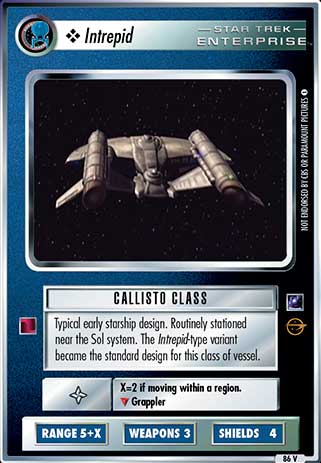 ❖ Intrepid
STAR TREK
ENTERPRISE
NOT ENDORSED BY CBS OR PARAMOUNT PICTURES
CALLISTO CLASS
Typical early starship design. Routinely stationed
near the Sol system. The Intrepid-type variant
became the standard design for this class of vessel.
X=2 if moving within a region.
Grappler
RANGE 5+X
WEAPONS 3
SHIELDS 4
86 V